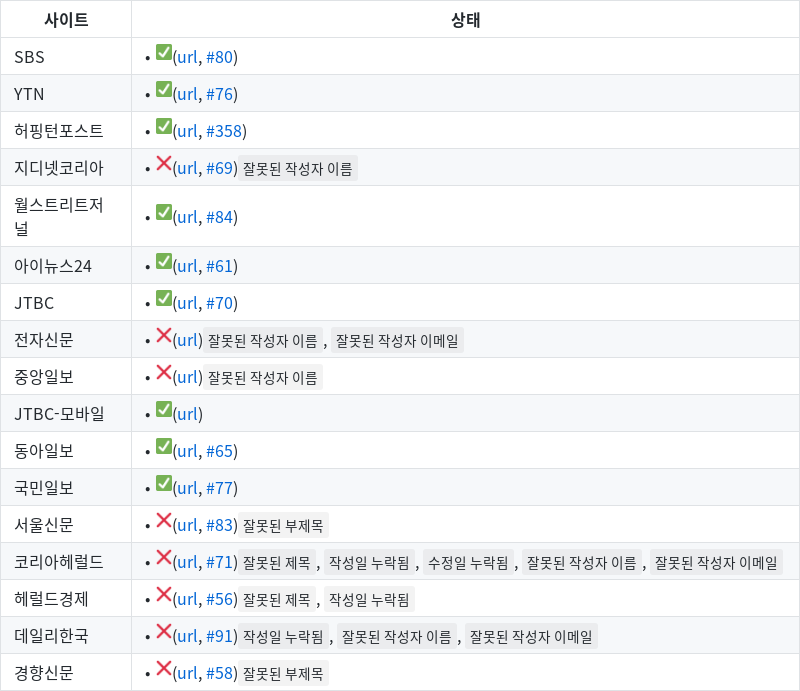 사이트 상태
SBS • ✅(url, #80)
YTN • ✅(url, #76)
허핑턴포스트 • ✅(url, #358)
지디넷코리아 • ❌(url, #69) 잘못된 작성자 이름
월스트리트저
널 • ✅(url, #84)
아이뉴스24 • ✅(url, #61)
JTBC • ✅(url, #70)
전자신문 • ❌(url) 잘못된 작성자 이름 , 잘못된 작성자 이메일
중앙일보 • ❌(url) 잘못된 작성자 이름
JTBC-모바일 • ✅(url)
동아일보 • ✅(url, #65)
국민일보 • ✅(url, #77)
서울신문 • ❌(url, #83) 잘못된 부제목
코리아헤럴드 • ❌(url, #71) 잘못된 제목 , 작성일 누락됨 , 수정일 누락됨 , 잘못된 작성자 이름 , 잘못된 작성자 이메일
헤럴드경제 • ❌(url, #56) 잘못된 제목 , 작성일 누락됨
데일리한국 • ❌(url, #91) 작성일 누락됨 , 잘못된 작성자 이름 , 잘못된 작성자 이메일
경향신문 • ❌(url, #58) 잘못된 부제목